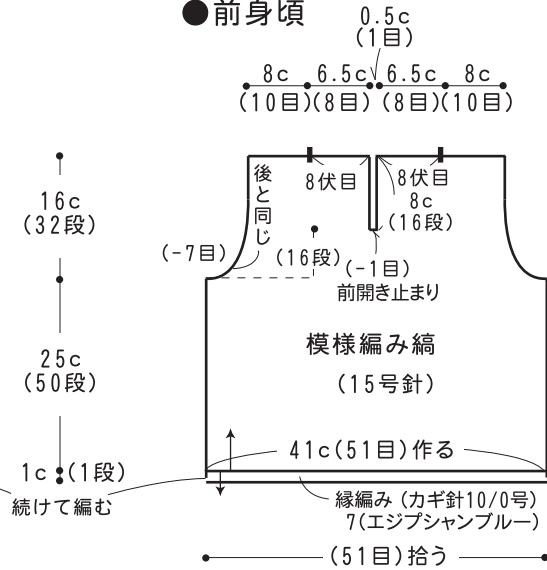 ●前身頃
0.5c
(1目)
8c 6.5c 6.5c 8c
(10目)(8目) (8目)(10目)
後と同じ
8伏目 8伏目
8c
(16段)
16c
(32段)
(-7目)
(16段)
(-1目)
前開き止まり
模様編み縞
(15号針)
25c
(50段)
41c(51目)作る
1c (1段)
続けて編む
縁編み (カギ針10/0号)
7(エジプシャンブルー)
(51目)拾う